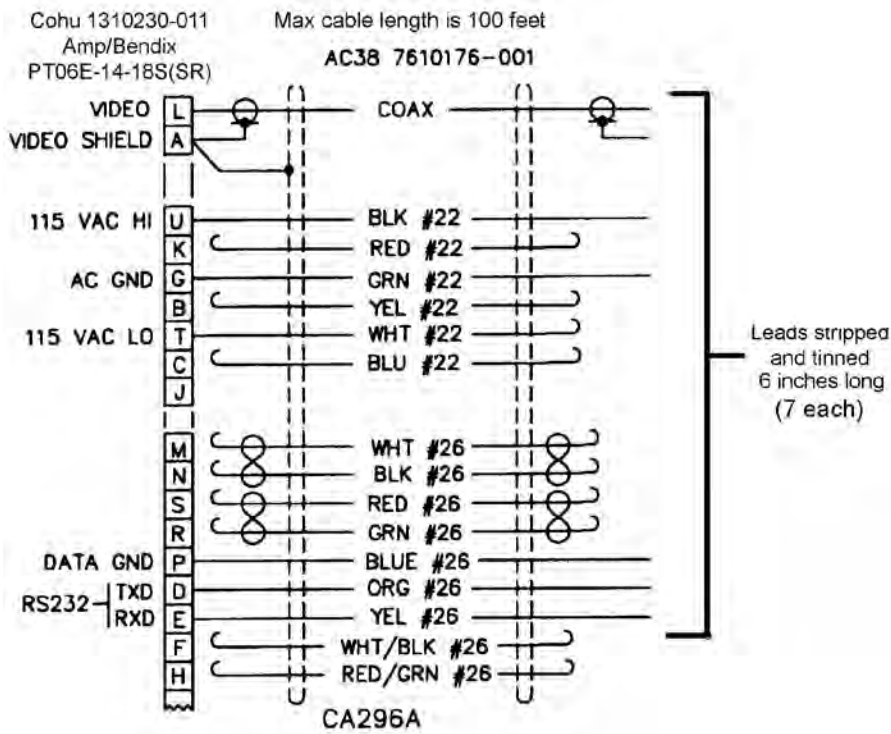 Cohu 1310230-011
Amp/Bendix
PT06E-14-18S(SR)
Max cable length is 100 feet
AC38 7610176-001
VIDEO L COAX
VIDEO SHIELD A
115 VAC HI U BLK #22
K RED #22
AC GND G GRN #22
B YEL #22
115 VAC LO T WHT #22
C BLU #22
J
Leads stripped
and tinned
6 inches long
(7 each)
M WHT #26
N BLK #26
S RED #26
R GRN #26
DATA GND P BLUE #26
RS232 TXD D ORG #26
RXD E YEL #26
F WHT/BLK #26
H RED/GRN #26
CA296A